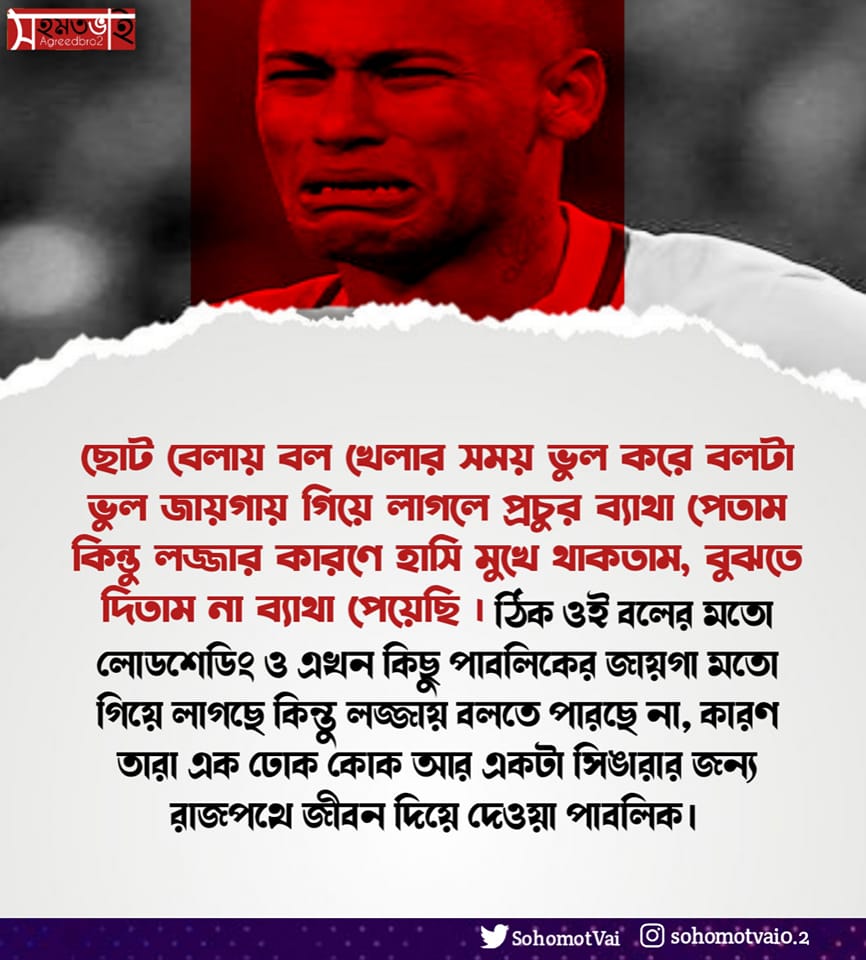 সহমতভাই
Agreedbro2
ছোট বেলায় বল খেলার সময় ভুল করে বলটা
ভুল জায়গায় গিয়ে লাগলে প্রচুর ব্যাথা পেতাম
কিন্তু লজ্জার কারণে হাসি মুখে থাকতাম, বুঝতে
দিতাম না ব্যাথা পেয়েছি । ঠিক ওই বলের মতো
লোডশেডিং ও এখন কিছু পাবলিকের জায়গা মতো
গিয়ে লাগছে কিন্তু লজ্জায় বলতে পারছে না, কারণ
তারা এক ঢোক কোক আর একটা সিঙারার জন্য
রাজপথে জীবন দিয়ে দেওয়া পাবলিক।
SohomotVai sohomotvaio.2